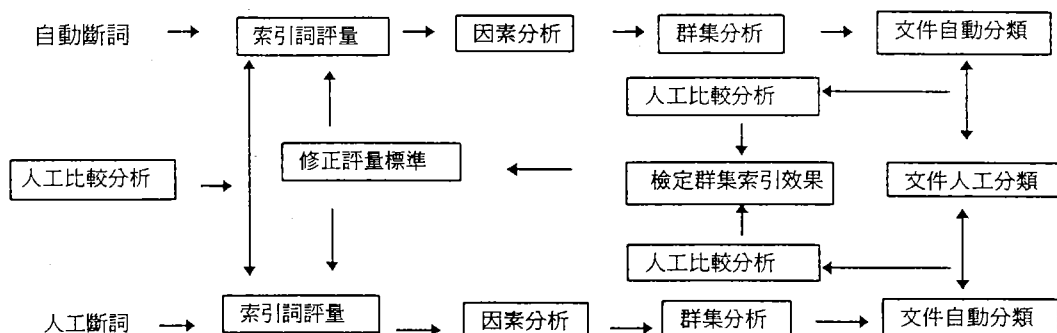 自動斷詞
索引詞評量
因素分析
群集分析
文件自動分類
人工比較分析
修正評量標準
人工比較分析
檢定群集索引效果
文件人工分類
人工比較分析
人工斷詞
索引詞評量
因素分析
群集分析
文件自動分類